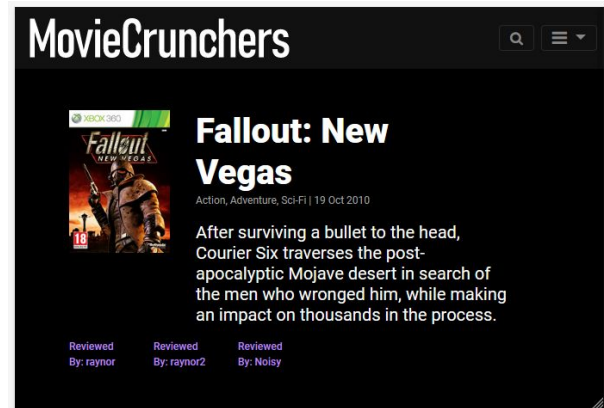 MovieCrunchers
XBOX 360
Fallout
NEW VEGAS
18
Fallout: New
Vegas
Action, Adventure, Sci-Fi | 19 Oct 2010
After surviving a bullet to the head,
Courier Six traverses the post-
apocalyptic Mojave desert in search of
the men who wronged him, while making
an impact on thousands in the process.
Reviewed
By: raynor
Reviewed
By: raynor2
Reviewed
By: Noisy